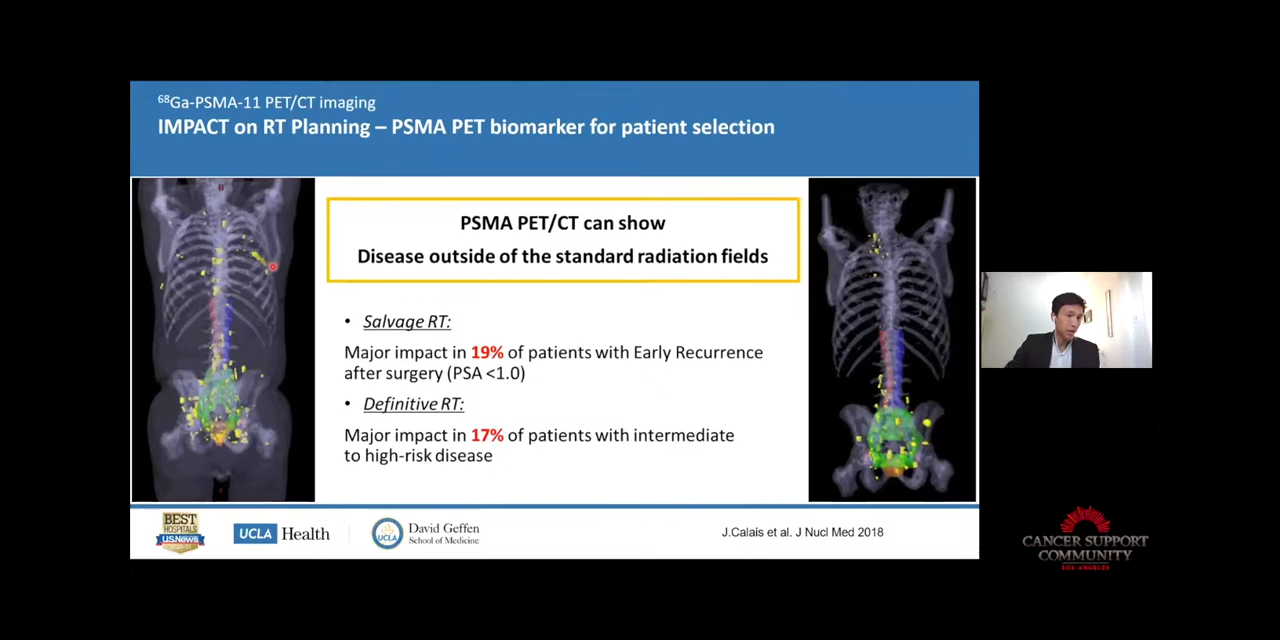 ⁶⁸Ga-PSMA-11 PET/CT imaging
IMPACT on RT Planning – PSMA PET biomarker for patient selection
PSMA PET/CT can show
Disease outside of the standard radiation fields
• Salvage RT:
Major impact in 19% of patients with Early Recurrence
after surgery (PSA <1.0)
• Definitive RT:
Major impact in 17% of patients with intermediate
to high-risk disease
BEST
HOSPITALS
U.S.News
UCLA Health
UCLA
David Geffen
School of Medicine
J.Calais et al. J Nucl Med 2018
CANCER SUPPORT
COMMUNITY
LOS ANGELES